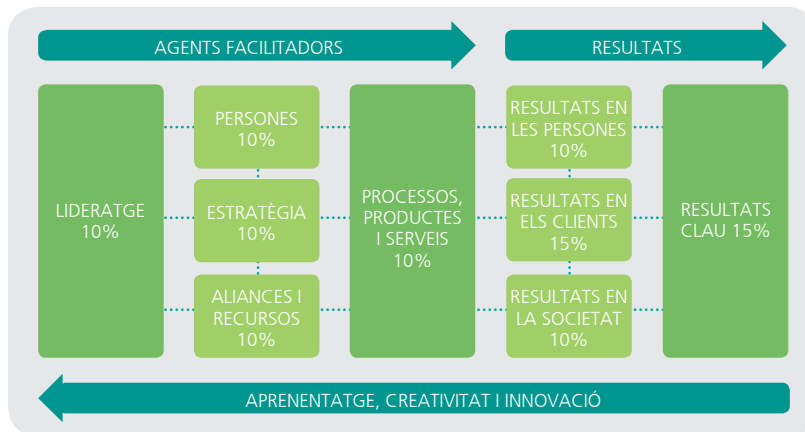 AGENTS FACILITADORS
RESULTATS
LIDERATGE
10%
PERSONES
10%
ESTRATÈGIA
10%
ALIANCES I
RECURSOS
10%
PROCESSOS,
PRODUCTES
I SERVEIS
10%
RESULTATS EN
LES PERSONES
10%
RESULTATS EN
ELS CLIENTS
15%
RESULTATS EN
LA SOCIETAT
10%
RESULTATS
CLAU 15%
APRENENTATGE, CREATIVITAT I INNOVACIÓ